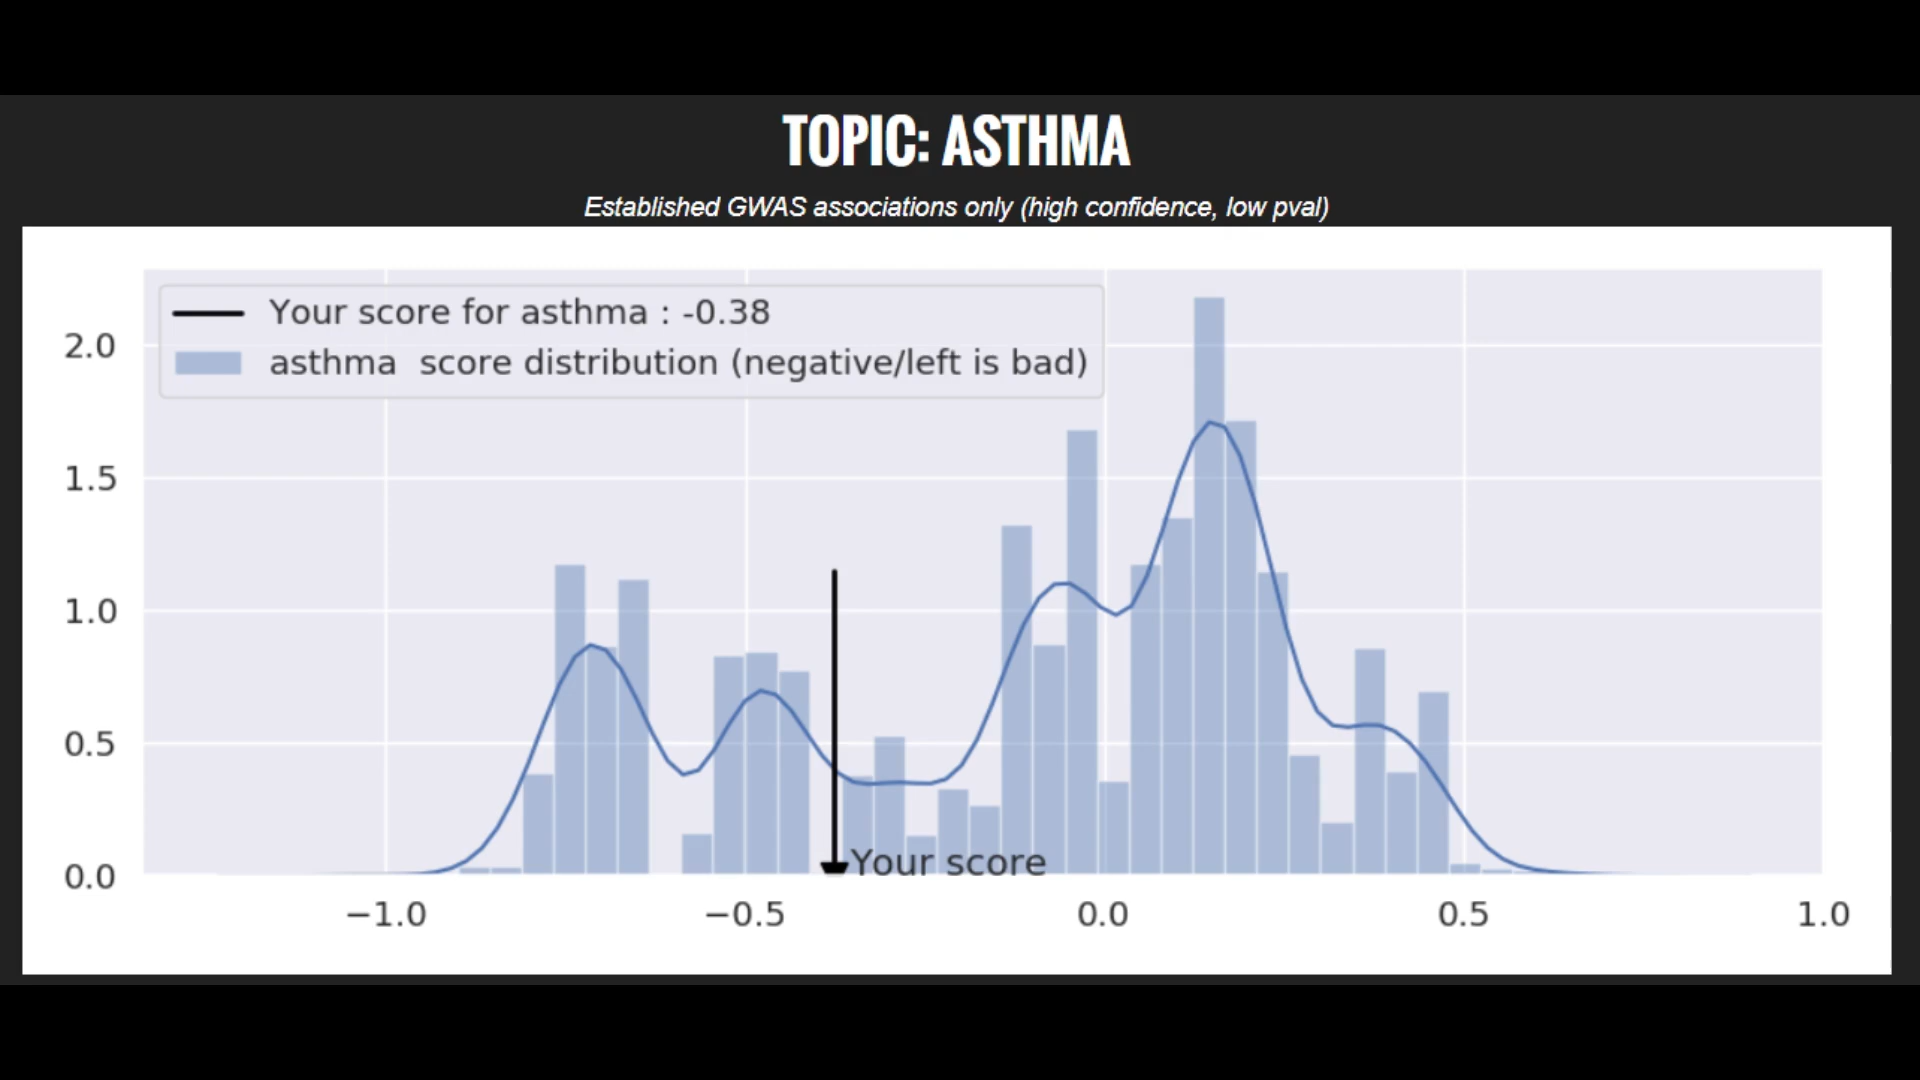 TOPIC: ASTHMA
Established GWAS associations only (high confidence, low pval)
Your score for asthma : -0.38
asthma  score distribution (negative/left is bad)
2.0
1.5
1.0
0.5
0.0
Your score
−1.0 −0.5 0.0 0.5 1.0